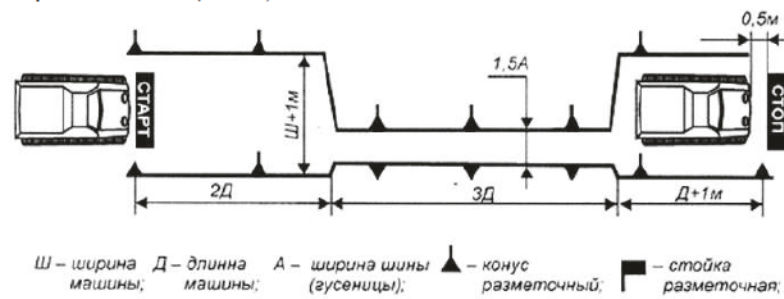 0,5м
1,5А
СТАРТ
Ш+1м
СТОП
2Д
3Д
Д+1м
Ш – ширина машины;
Д – длинна машины;
А – ширина шины (гусеницы);
– конус разметочный;
– стойка разметочная;